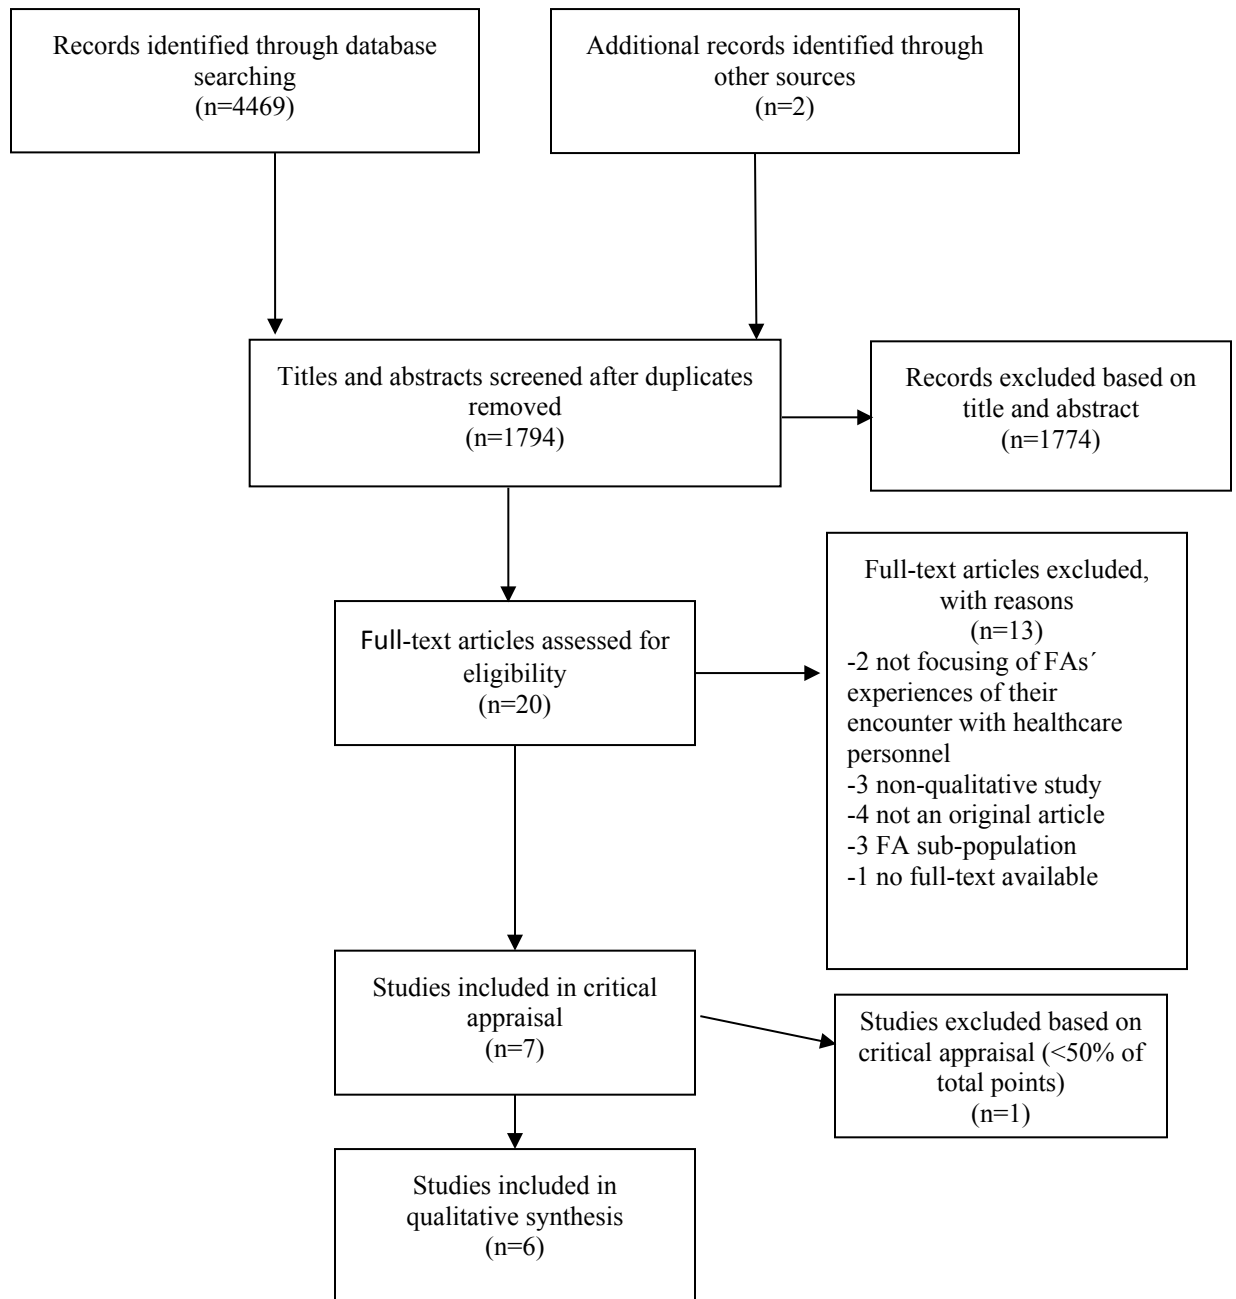 Records identified through database
searching
(n=4469)
Additional records identified through
other sources
(n=2)
Titles and abstracts screened after duplicates
removed
(n=1794)
Records excluded based on
title and abstract
(n=1774)
Full-text articles assessed for
eligibility
(n=20)
Full-text articles excluded,
with reasons
(n=13)
-2 not focusing of FAs´
experiences of their
encounter with healthcare
personnel
-3 non-qualitative study
-4 not an original article
-3 FA sub-population
-1 no full-text available
Studies included in critical
appraisal
(n=7)
Studies excluded based on
critical appraisal (<50% of
total points)
(n=1)
Studies included in
qualitative synthesis
(n=6)